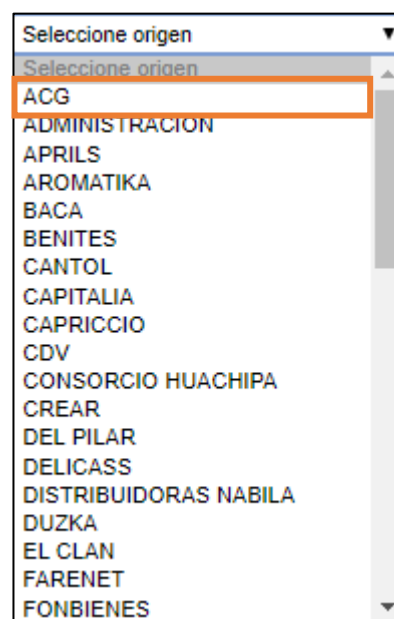 Seleccione origen
Seleccione origen
ACG
ADMINISTRACION
APRILS
AROMATIKA
BACA
BENITES
CANTOL
CAPITALIA
CAPRICCIO
CDV
CONSORCIO HUACHIPA
CREAR
DEL PILAR
DELICASS
DISTRIBUIDORAS NABILA
DUZKA
EL CLAN
FARENET
FONBIENES